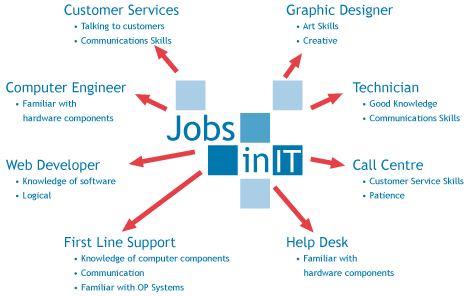 Customer Services
• Talking to customers
• Communications Skills
Graphic Designer
• Art Skills
• Creative
Computer Engineer
• Familiar with
hardware components
Technician
• Good Knowledge
• Communications Skills
Jobs
in IT
Web Developer
• Knowledge of software
• Logical
Call Centre
• Customer Service Skills
• Patience
First Line Support
• Knowledge of computer components
• Communication
• Familiar with OP Systems
Help Desk
• Familiar with
hardware components